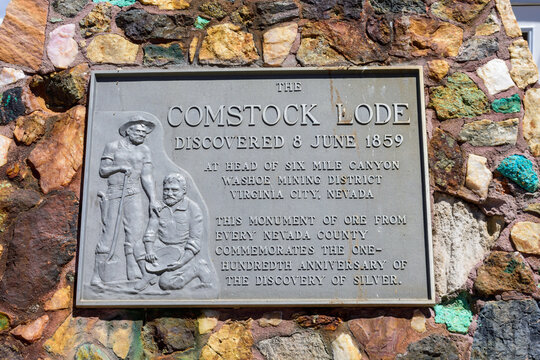 THE
COMSTOCK LODE
DISCOVERED 8 JUNE 1859
AT HEAD OF SIX MILE CANYON
WASHOE MINING DISTRICT
VIRGINIA CITY, NEVADA
THIS MONUMENT OF ORE FROM
EVERY NEVADA COUNTY
COMMEMORATES THE ONE-
HUNDREDTH ANNIVERSARY OF
THE DISCOVERY OF SILVER.